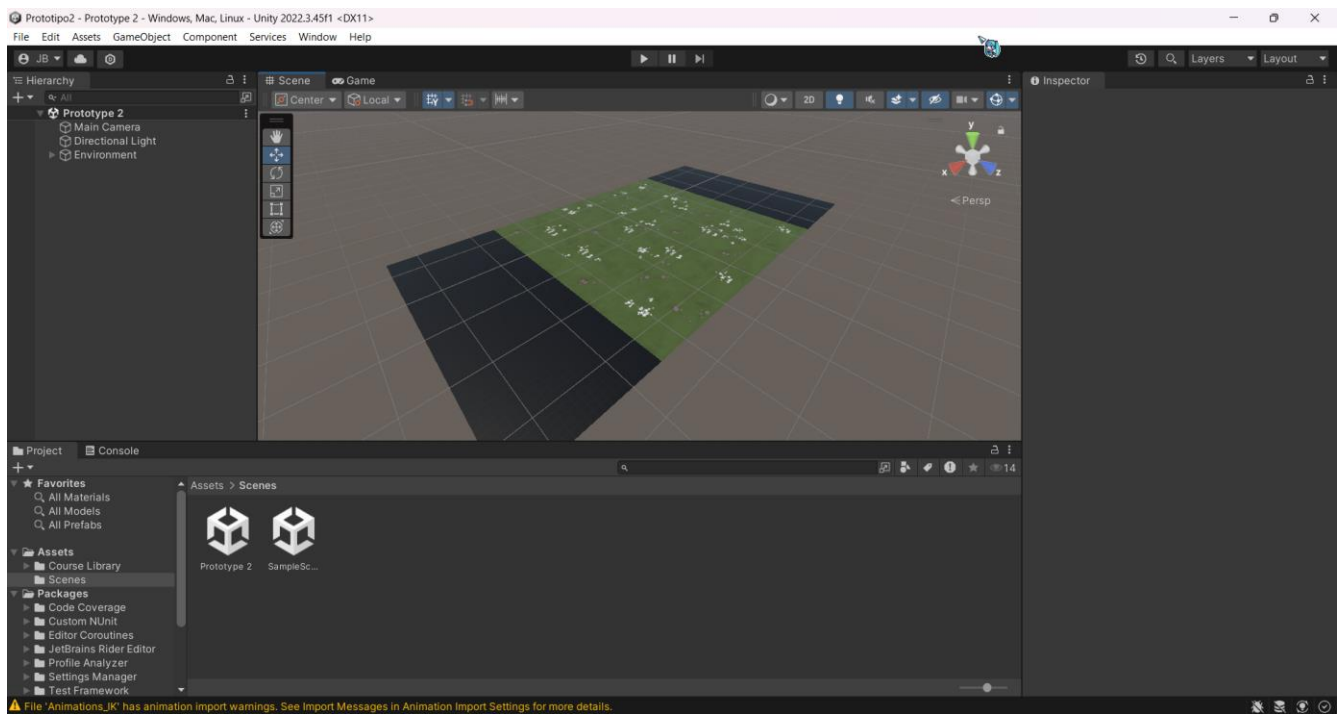 Prototipo2 - Prototype 2 - Windows, Mac, Linux - Unity 2022.3.45f1 <DX11>
File Edit Assets GameObject Component Services Window Help
JB Layers Layout
Hierarchy Scene Game Inspector
All Center Local 2D
Prototype 2
Main Camera
Directional Light
Environment
y
x z
Persp
Project Console
14
Favorites Assets > Scenes
All Materials
All Models
All Prefabs
Assets
Course Library Prototype 2 SampleSc...
Scenes
Packages
Code Coverage
Custom NUnit
Editor Coroutines
JetBrains Rider Editor
Profile Analyzer
Settings Manager
Test Framework
File 'Animations_IK' has animation import warnings. See Import Messages in Animation Import Settings for more details.